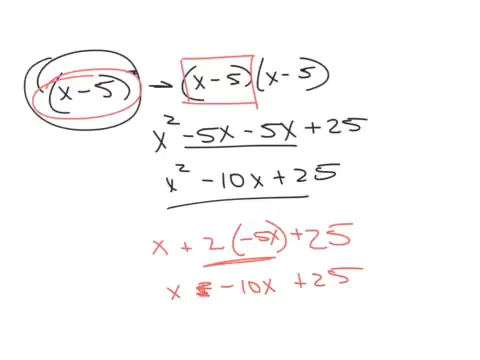 (x - 5) → (x - 5)(x - 5)
x² - 5x - 5x + 25
x² - 10x + 25
x + 2(-5x) + 25
x - 10x + 25